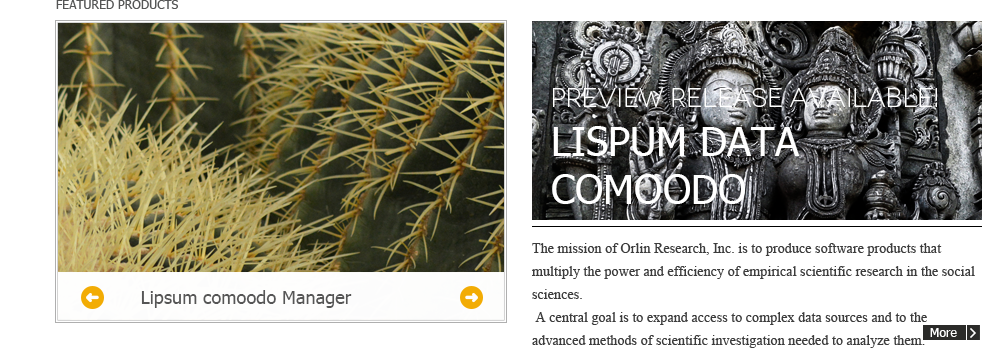 FEATURED PRODUCTS
Lipsum comoodo Manager
PREVIEW RELEASE AVAILABLE!
LISPUM DATA
COMOODO
The mission of Orlin Research, Inc. is to produce software products that
multiply the power and efficiency of empirical scientific research in the social
sciences.
A central goal is to expand access to complex data sources and to the
advanced methods of scientific investigation needed to analyze them.
More